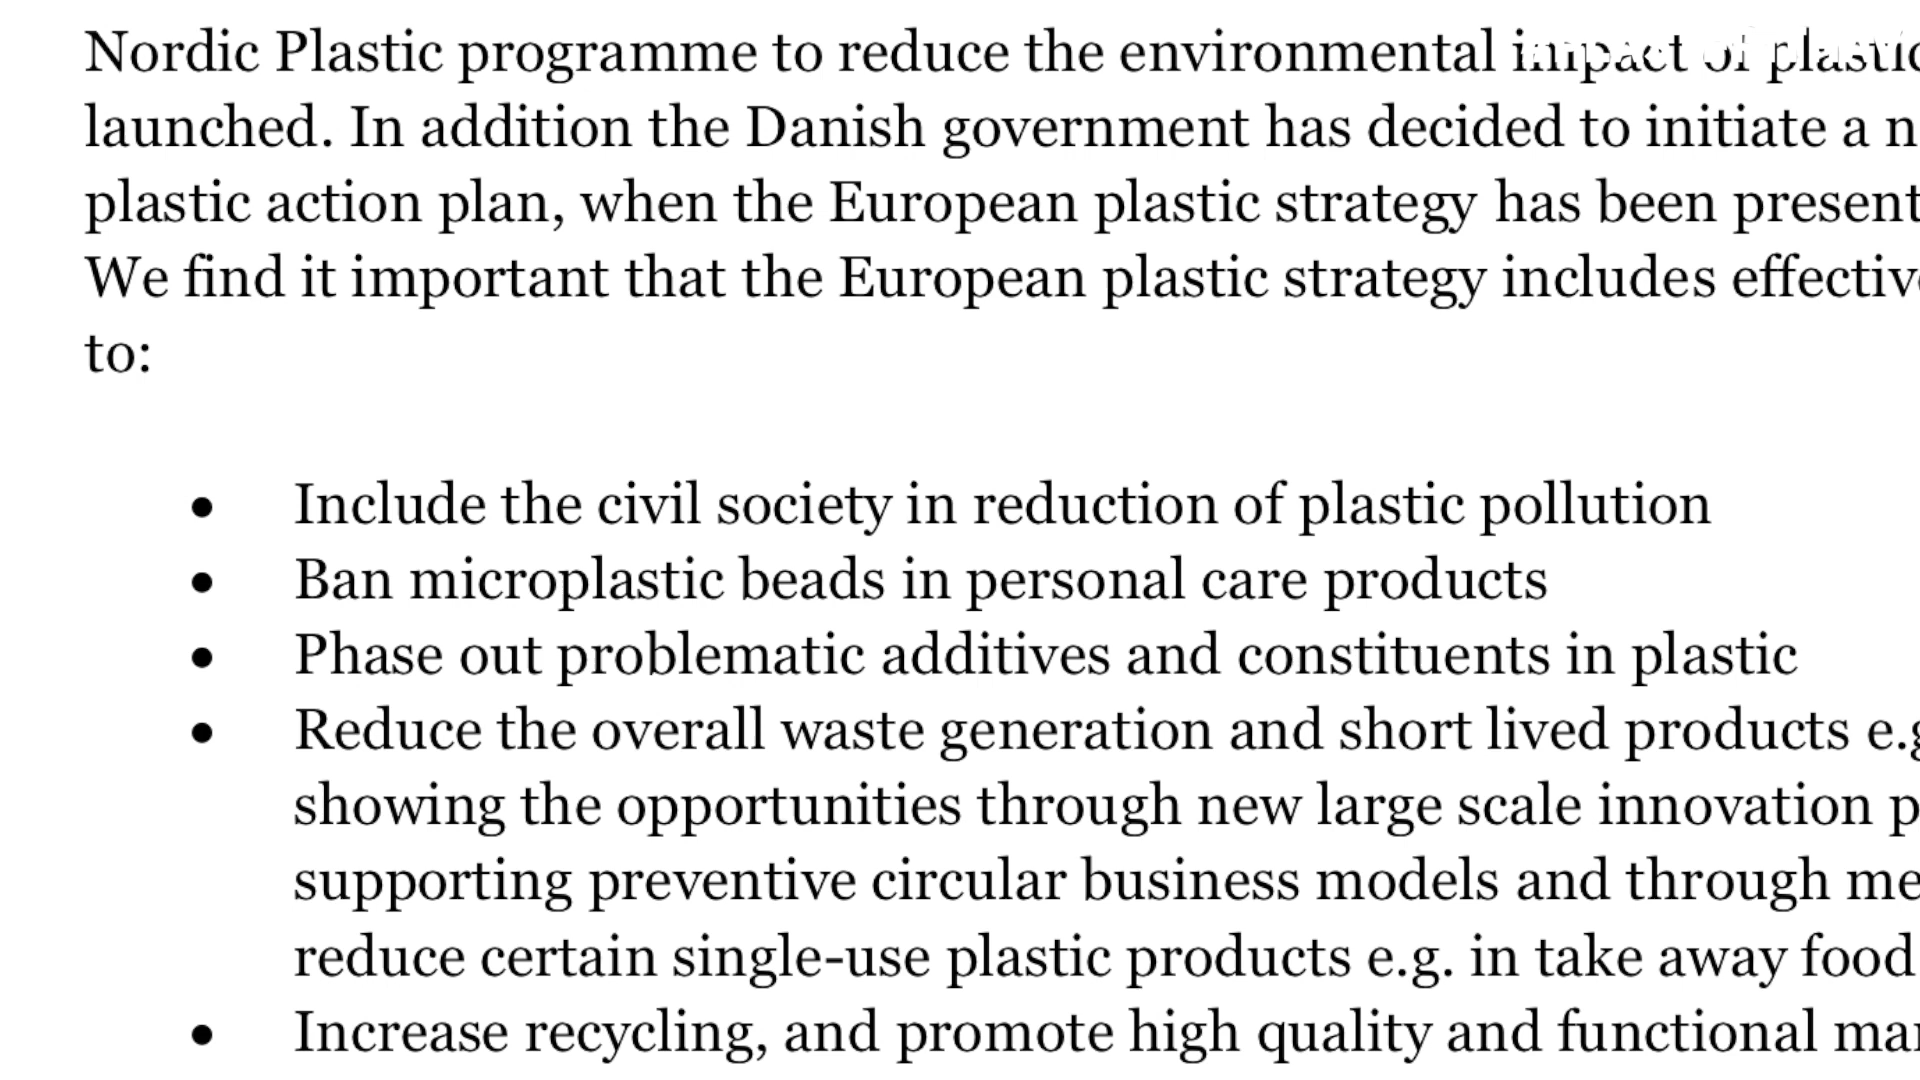 Nordic Plastic programme to reduce the environmental impact of plastic
launched. In addition the Danish government has decided to initiate a n
plastic action plan, when the European plastic strategy has been present
We find it important that the European plastic strategy includes effective
to:
• Include the civil society in reduction of plastic pollution
• Ban microplastic beads in personal care products
• Phase out problematic additives and constituents in plastic
• Reduce the overall waste generation and short lived products e.g
showing the opportunities through new large scale innovation p
supporting preventive circular business models and through me
reduce certain single-use plastic products e.g. in take away food
• Increase recycling, and promote high quality and functional mar